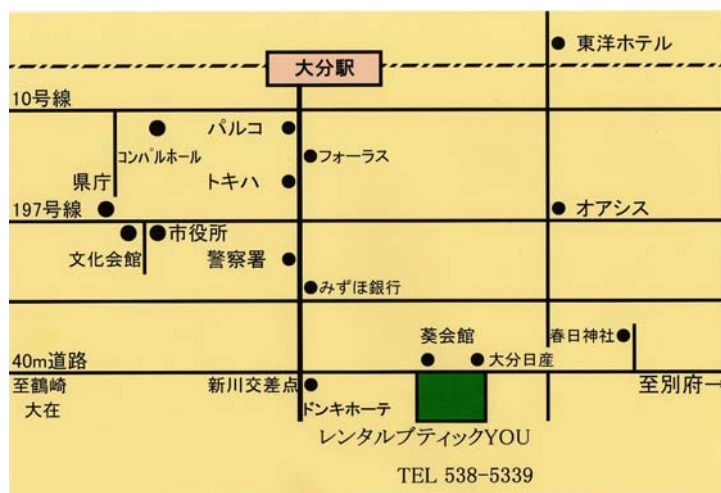 東洋ホテル
大分駅
10号線
パルコ
コンパルホール
フォーラス
県庁
トキハ
197号線
オアシス
市役所
文化会館
警察署
みずほ銀行
葵会館
春日神社
大分日産
40m道路
至鶴崎
大在
新川交差点
ドンキホーテ
至別府→
レンタルブティックYOU
TEL 538-5339